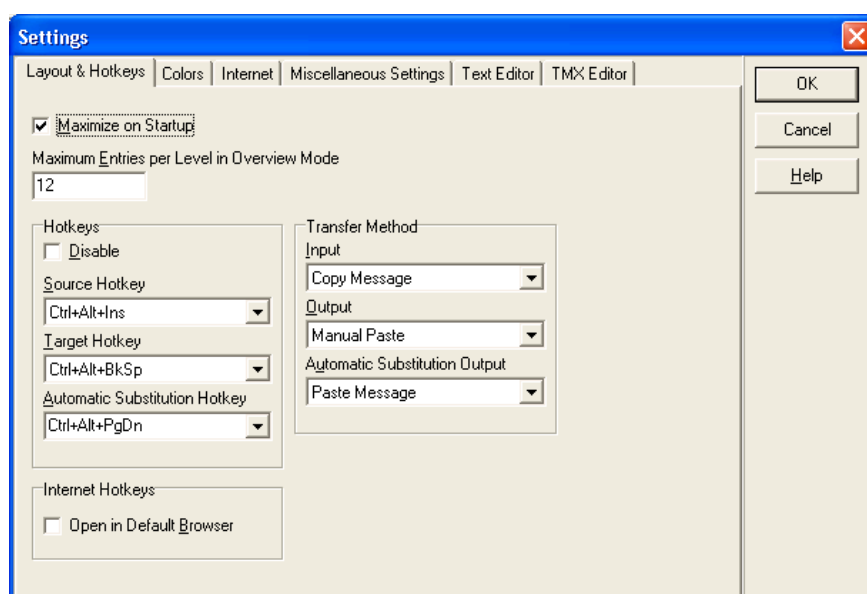 Settings
Layout & Hotkeys Colors Internet Miscellaneous Settings Text Editor TMX Editor
OK
Cancel
Help
Maximize on Startup
Maximum Entries per Level in Overview Mode
12
Hotkeys
Disable
Source Hotkey
Ctrl+Alt+Ins
Target Hotkey
Ctrl+Alt+BkSp
Automatic Substitution Hotkey
Ctrl+Alt+PgDn
Transfer Method
Input
Copy Message
Output
Manual Paste
Automatic Substitution Output
Paste Message
Internet Hotkeys
Open in Default Browser